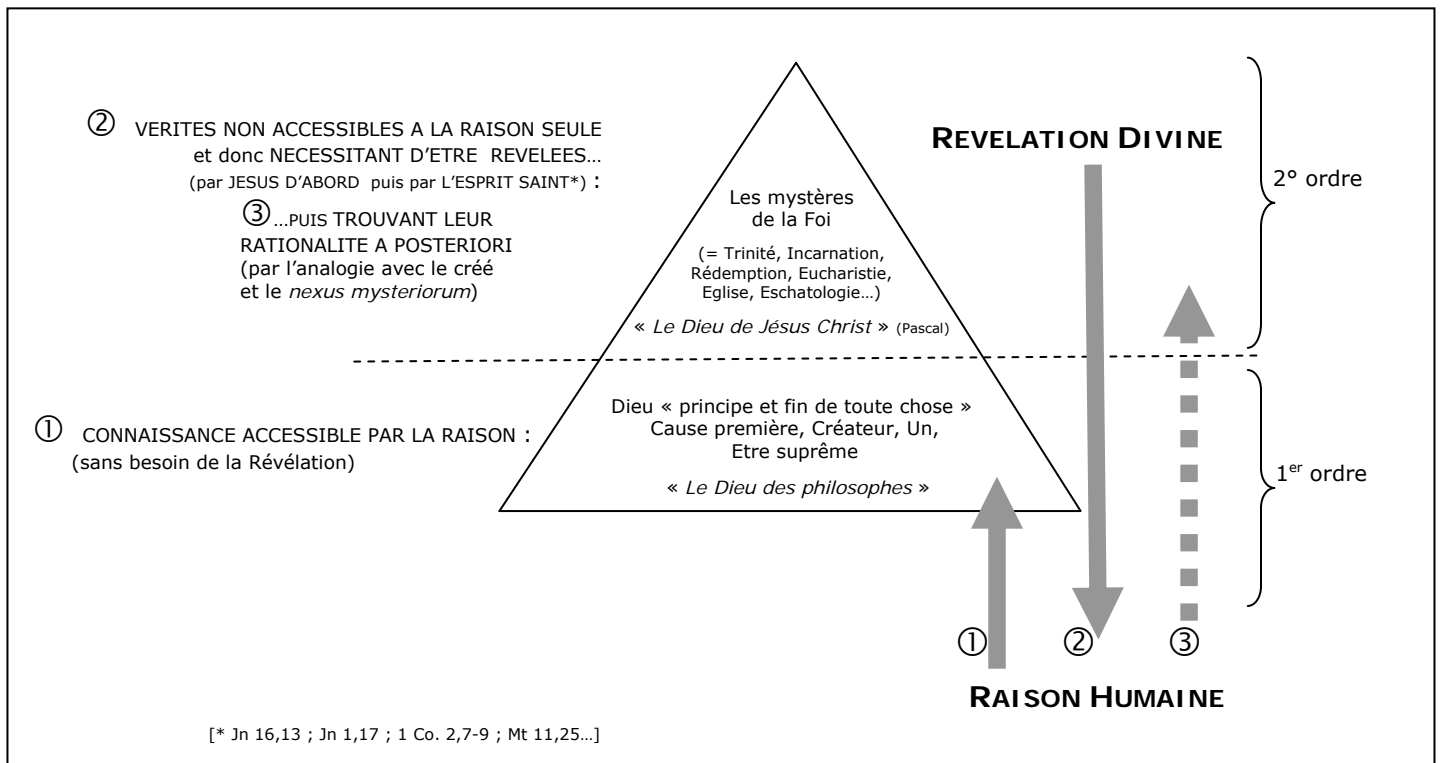 ② VERITES NON ACCESSIBLES A LA RAISON SEULE
et donc NECESSITANT D'ETRE REVELEES...
(par JESUS D'ABORD puis par L'ESPRIT SAINT*) :
③ ...PUIS TROUVANT LEUR
RATIONALITE A POSTERIORI
(par l'analogie avec le créé
et le nexus mysteriorum)
① CONNAISSANCE ACCESSIBLE PAR LA RAISON :
(sans besoin de la Révélation)
Les mystères
de la Foi
(= Trinité, Incarnation,
Rédemption, Eucharistie,
Eglise, Eschatologie...)
« Le Dieu de Jésus Christ » (Pascal)
Dieu « principe et fin de toute chose »
Cause première, Créateur, Un,
Etre suprême
« Le Dieu des philosophes »
REVELATION DIVINE
2° ordre
1er ordre
① ② ③
RAISON HUMAINE
[* Jn 16,13 ; Jn 1,17 ; 1 Co. 2,7-9 ; Mt 11,25...]